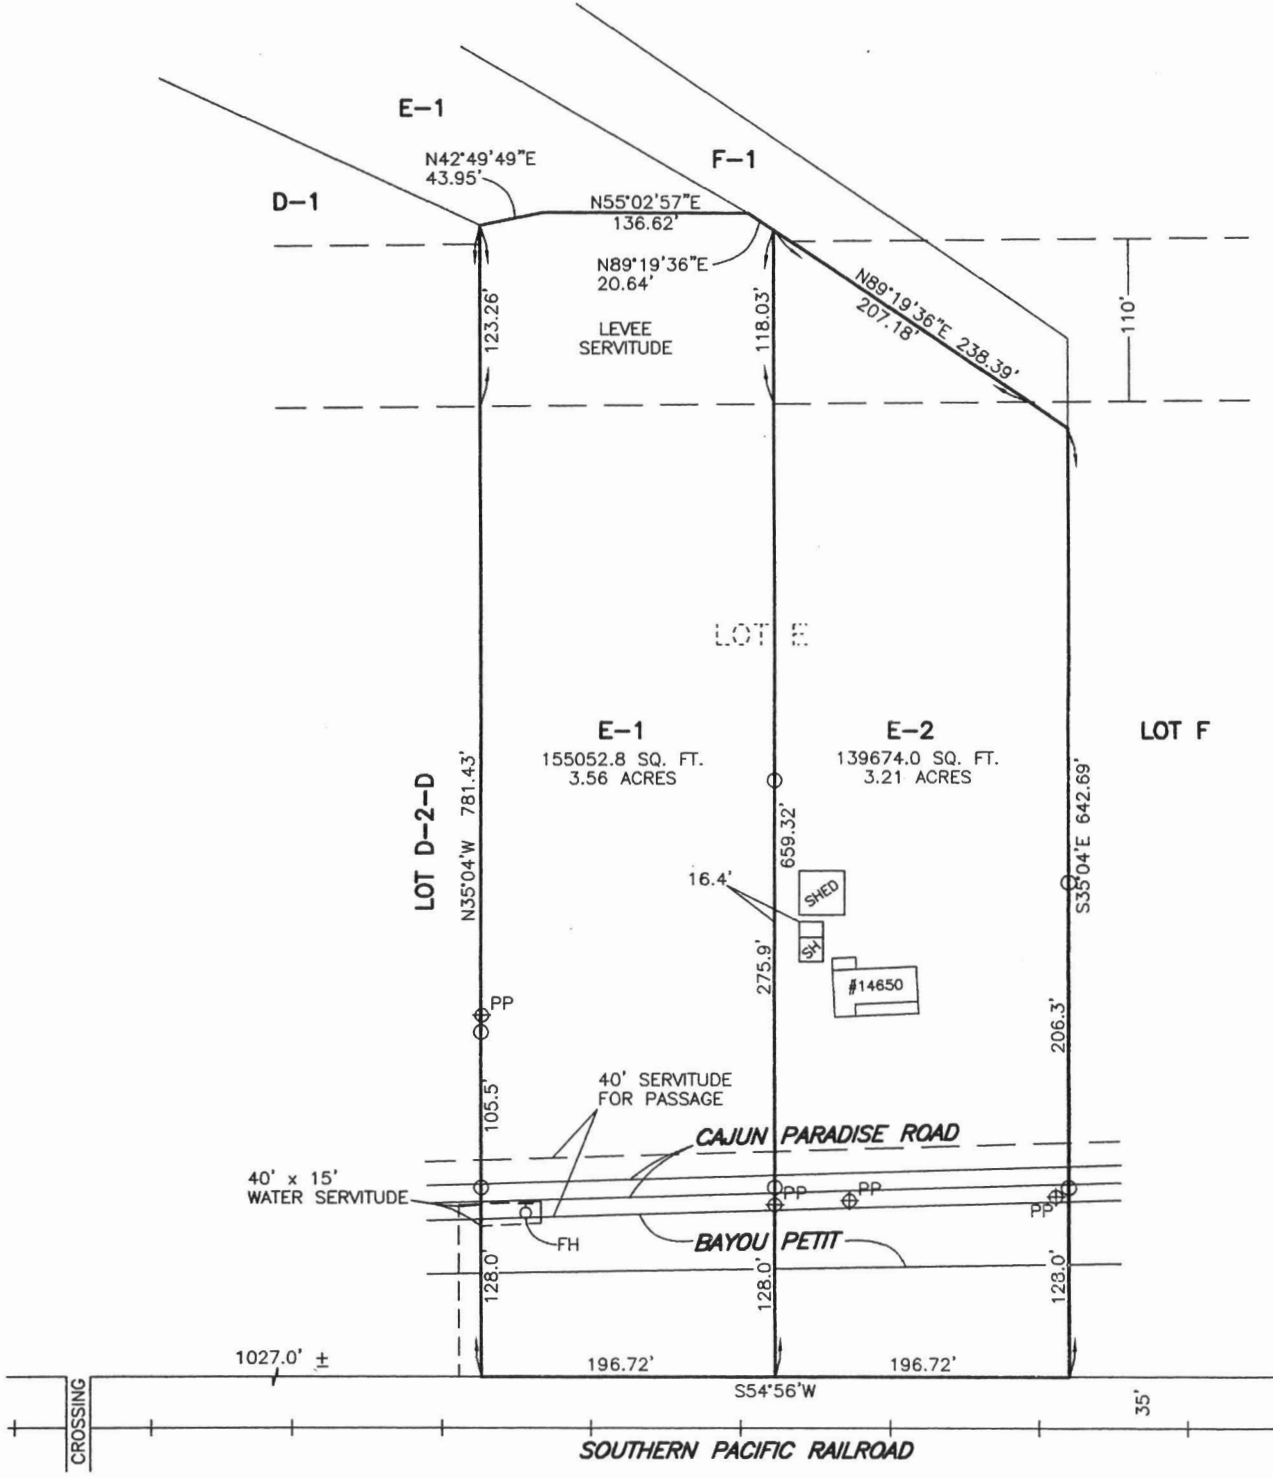 E-1
N42°49'49"E
43.95'
F-1
D-1
N55°02'57"E
136.62'
N89°19'36"E
20.64'
N89°19'36"E 238.39'
207.18'
110'
123.26'
118.03'
LEVEE
SERVITUDE
LOT E
E-1
155052.8 SQ. FT.
3.56 ACRES
E-2
139674.0 SQ. FT.
3.21 ACRES
LOT F
LOT D-2-D
N35°04'W 781.43'
659.32'
S35°04'E 642.69'
16.4'
SHED
SH
275.9'
#14650
206.3'
PP
105.5'
40' SERVITUDE
FOR PASSAGE
CAJUN PARADISE ROAD
40' x 15'
WATER SERVITUDE
PP
PP
PP
FH
BAYOU PETIT
128.0'
128.0'
128.0'
1027.0' ±
196.72'
196.72'
S54°56'W
35'
CROSSING
SOUTHERN PACIFIC RAILROAD